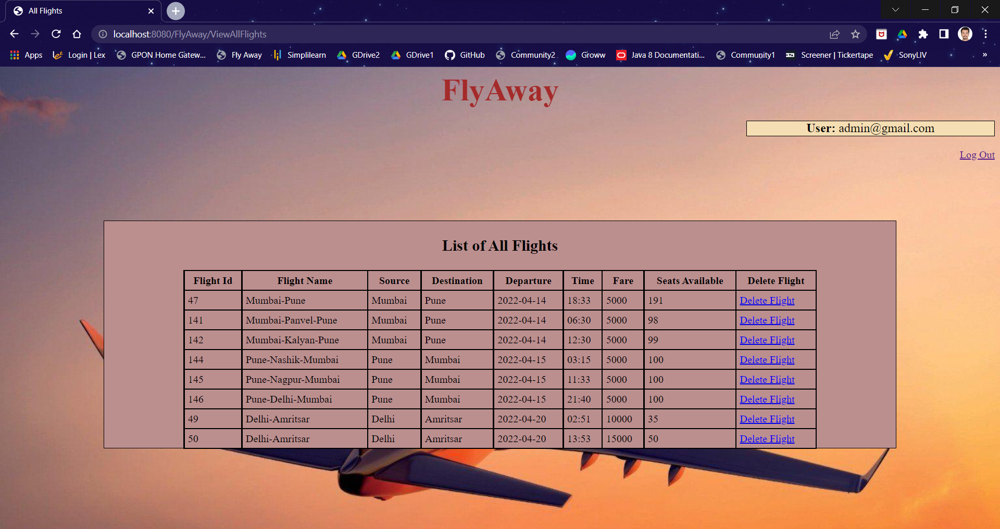 All Flights
localhost:8080/FlyAway/ViewAllFlights
Apps Login | Lex GPON Home Gatew... Fly Away Simplilearn GDrive2 GDrive1 GitHub Community2 Groww Java 8 Documentati... Community1 Screener | Tickertape SonyLIV »
FlyAway
User: admin@gmail.com
Log Out
List of All Flights
Flight Id Flight Name Source Destination Departure Time Fare Seats Available Delete Flight
47 Mumbai-Pune Mumbai Pune 2022-04-14 18:33 5000 191 Delete Flight
141 Mumbai-Panvel-Pune Mumbai Pune 2022-04-14 06:30 5000 98 Delete Flight
142 Mumbai-Kalyan-Pune Mumbai Pune 2022-04-14 12:30 5000 99 Delete Flight
144 Pune-Nashik-Mumbai Pune Mumbai 2022-04-15 03:15 5000 100 Delete Flight
145 Pune-Nagpur-Mumbai Pune Mumbai 2022-04-15 11:33 5000 100 Delete Flight
146 Pune-Delhi-Mumbai Pune Mumbai 2022-04-15 21:40 5000 100 Delete Flight
49 Delhi-Amritsar Delhi Amritsar 2022-04-20 02:51 10000 35 Delete Flight
50 Delhi-Amritsar Delhi Amritsar 2022-04-20 13:53 15000 50 Delete Flight